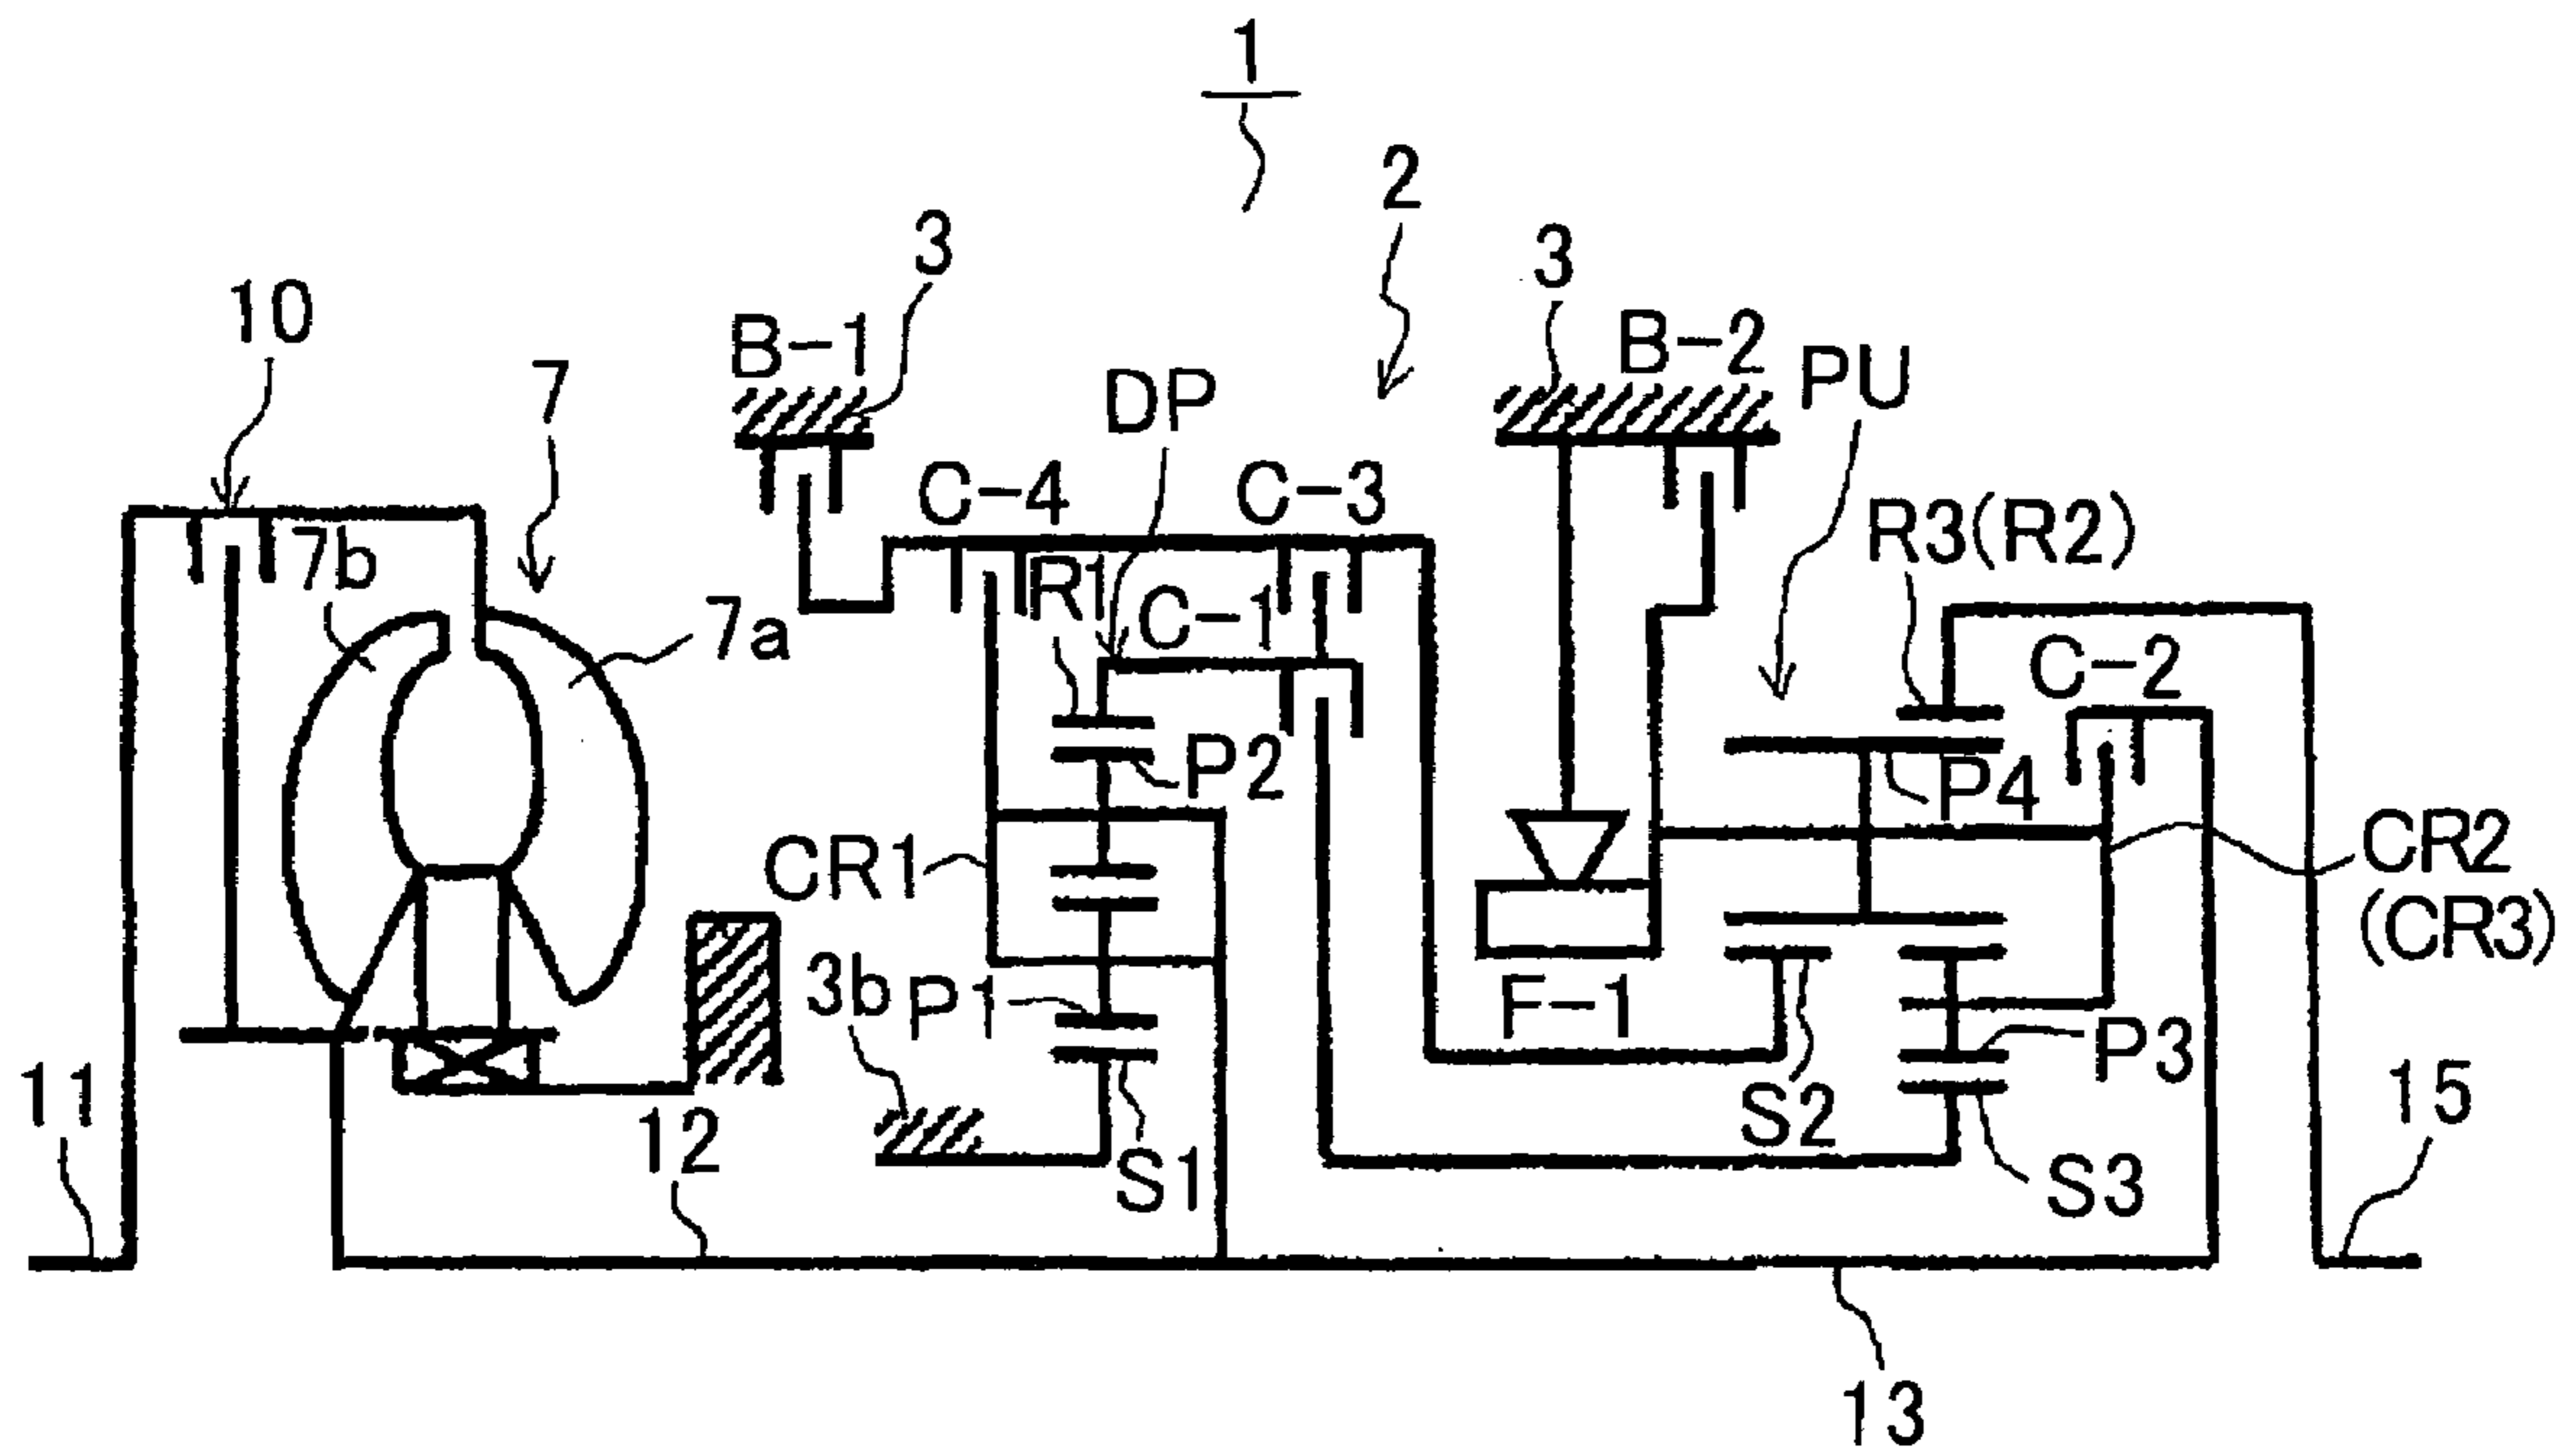 1
2
3
3
10
B-1
B-2
7
DP
PU
C-4
C-3
R3(R2)
7b
R1
C-1
7a
C-2
P2
P4
CR1
CR2
(CR3)
3b
P1
F-1
P3
11
12
S1
S2
S3
15
13